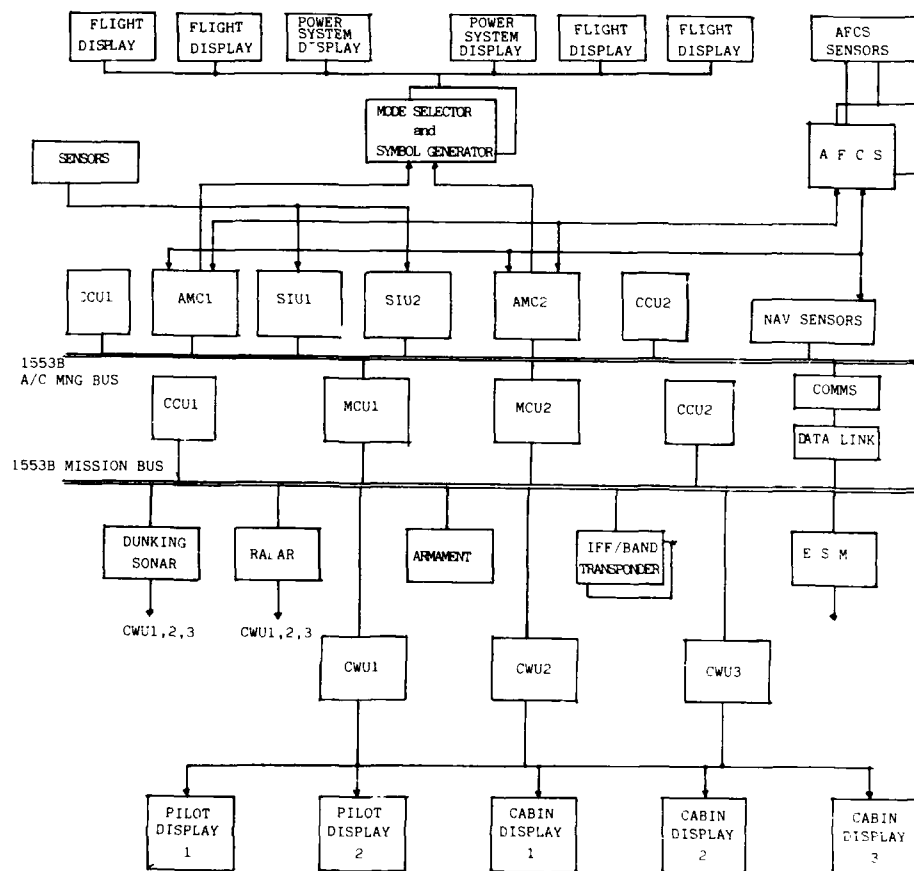 FLIGHT DISPLAY
FLIGHT DISPLAY
POWER SYSTEM DISPLAY
POWER SYSTEM DISPLAY
FLIGHT DISPLAY
FLIGHT DISPLAY
AFCS SENSORS
MODE SELECTOR
and
SYMBOL GENERATOR
SENSORS
A F C S
CCU1
AMC1
SIU1
SIU2
AMC2
CCU2
NAV SENSORS
1553B
A/C MNG BUS
CCU1
MCU1
MCU2
CCU2
COMMS
DATA LINK
1553B MISSION BUS
DUNKING
SONAR
RADAR
ARMAMENT
IFF/BAND
TRANSPONDER
E S M
CWU1,2,3
CWU1,2,3
CWU1
CWU2
CWU3
PILOT
DISPLAY
1
PILOT
DISPLAY
2
CABIN
DISPLAY
1
CABIN
DISPLAY
2
CABIN
DISPLAY
3